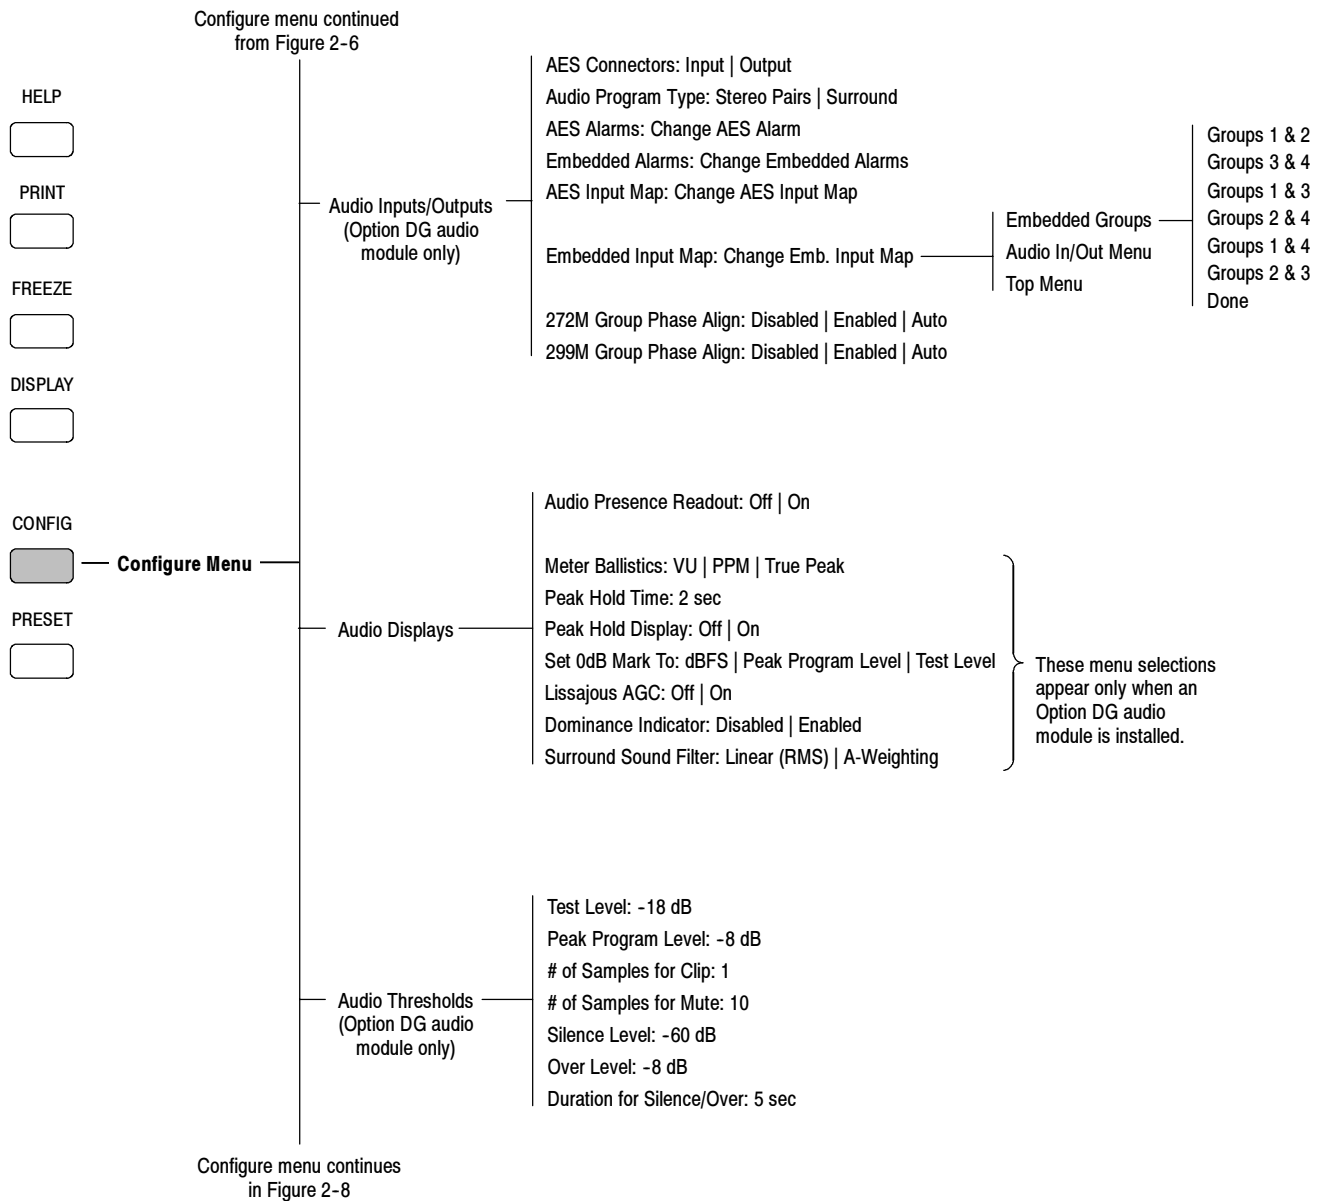 Configure menu continued
from Figure 2-6
HELP
PRINT
FREEZE
DISPLAY
CONFIG
PRESET
Configure Menu
Audio Inputs/Outputs
(Option DG audio
module only)
AES Connectors: Input | Output
Audio Program Type: Stereo Pairs | Surround
AES Alarms: Change AES Alarm
Embedded Alarms: Change Embedded Alarms
AES Input Map: Change AES Input Map
Embedded Input Map: Change Emb. Input Map
272M Group Phase Align: Disabled | Enabled | Auto
299M Group Phase Align: Disabled | Enabled | Auto
Embedded Groups
Audio In/Out Menu
Top Menu
Groups 1 & 2
Groups 3 & 4
Groups 1 & 3
Groups 2 & 4
Groups 1 & 4
Groups 2 & 3
Done
Audio Displays
Audio Presence Readout: Off | On
Meter Ballistics: VU | PPM | True Peak
Peak Hold Time: 2 sec
Peak Hold Display: Off | On
Set 0dB Mark To: dBFS | Peak Program Level | Test Level
Lissajous AGC: Off | On
Dominance Indicator: Disabled | Enabled
Surround Sound Filter: Linear (RMS) | A-Weighting
These menu selections
appear only when an
Option DG audio
module is installed.
Audio Thresholds
(Option DG audio
module only)
Test Level: -18 dB
Peak Program Level: -8 dB
# of Samples for Clip: 1
# of Samples for Mute: 10
Silence Level: -60 dB
Over Level: -8 dB
Duration for Silence/Over: 5 sec
Configure menu continues
in Figure 2-8